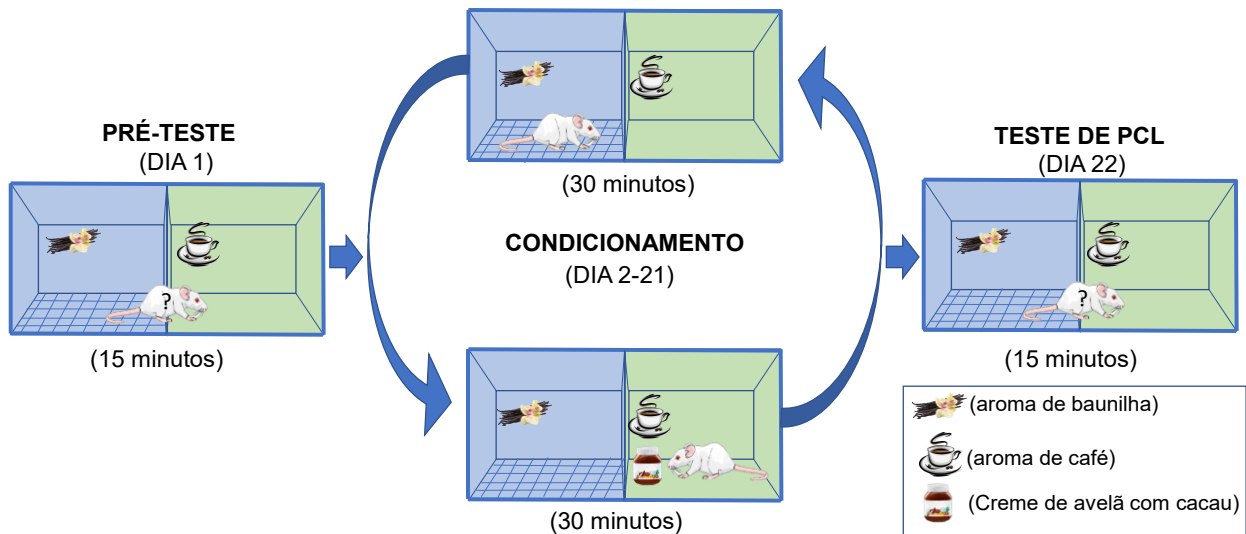 PRÉ-TESTE
(DIA 1)
?
(15 minutos)
(30 minutos)
CONDICIONAMENTO
(DIA 2-21)
(30 minutos)
TESTE DE PCL
(DIA 22)
?
(15 minutos)
(aroma de baunilha)
(aroma de café)
(Creme de avelã com cacau)